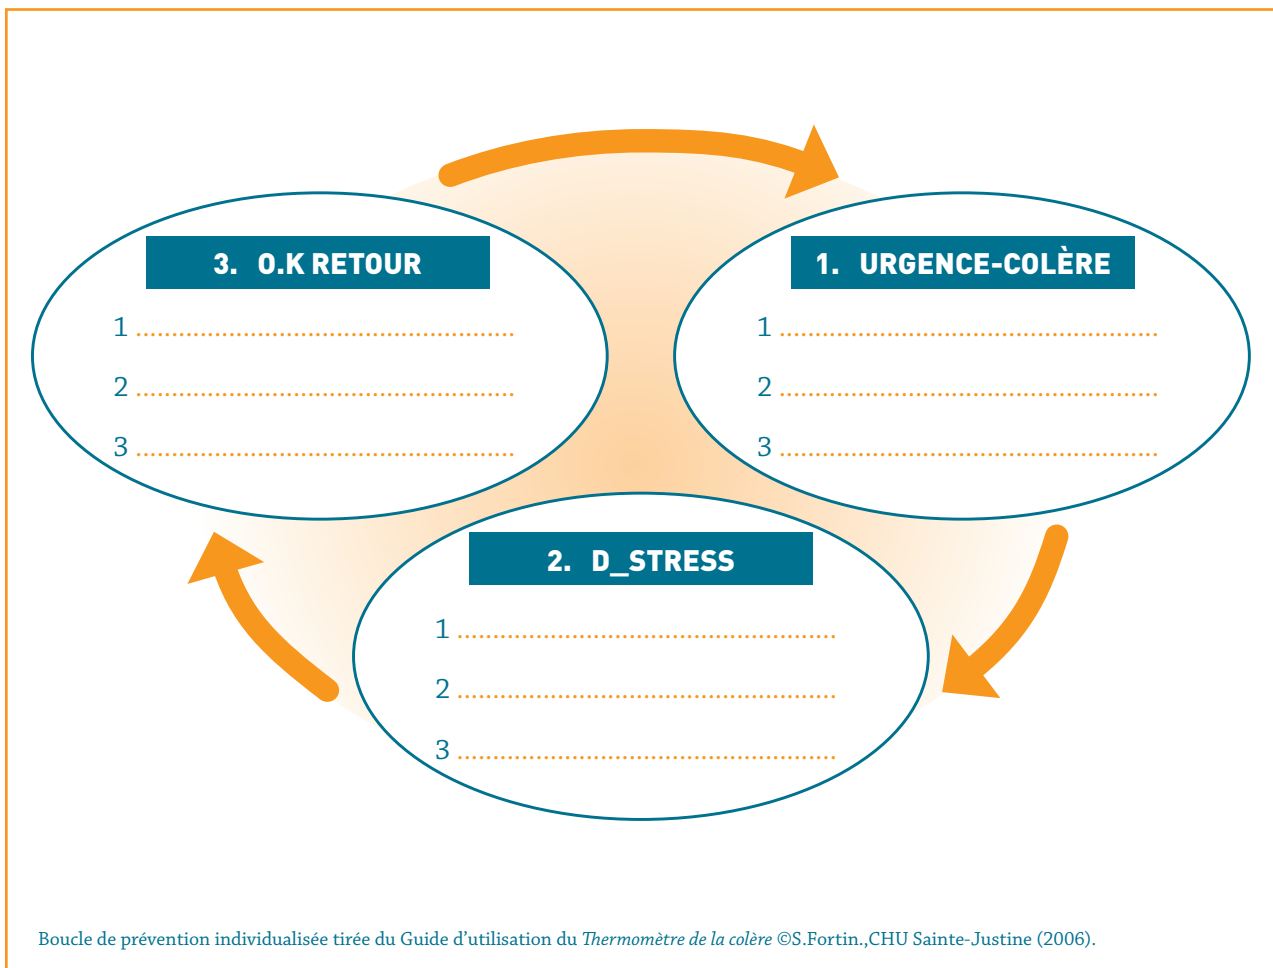 3. O.K RETOUR
1 ....................................................
2 ....................................................
3 ....................................................
1. URGENCE-COLÈRE
1 ....................................................
2 ....................................................
3 ....................................................
2. D_STRESS
1 ....................................................
2 ....................................................
3 ....................................................
Boucle de prévention individualisée tirée du Guide d’utilisation du Thermomètre de la colère ©S.Fortin.,CHU Sainte-Justine (2006).